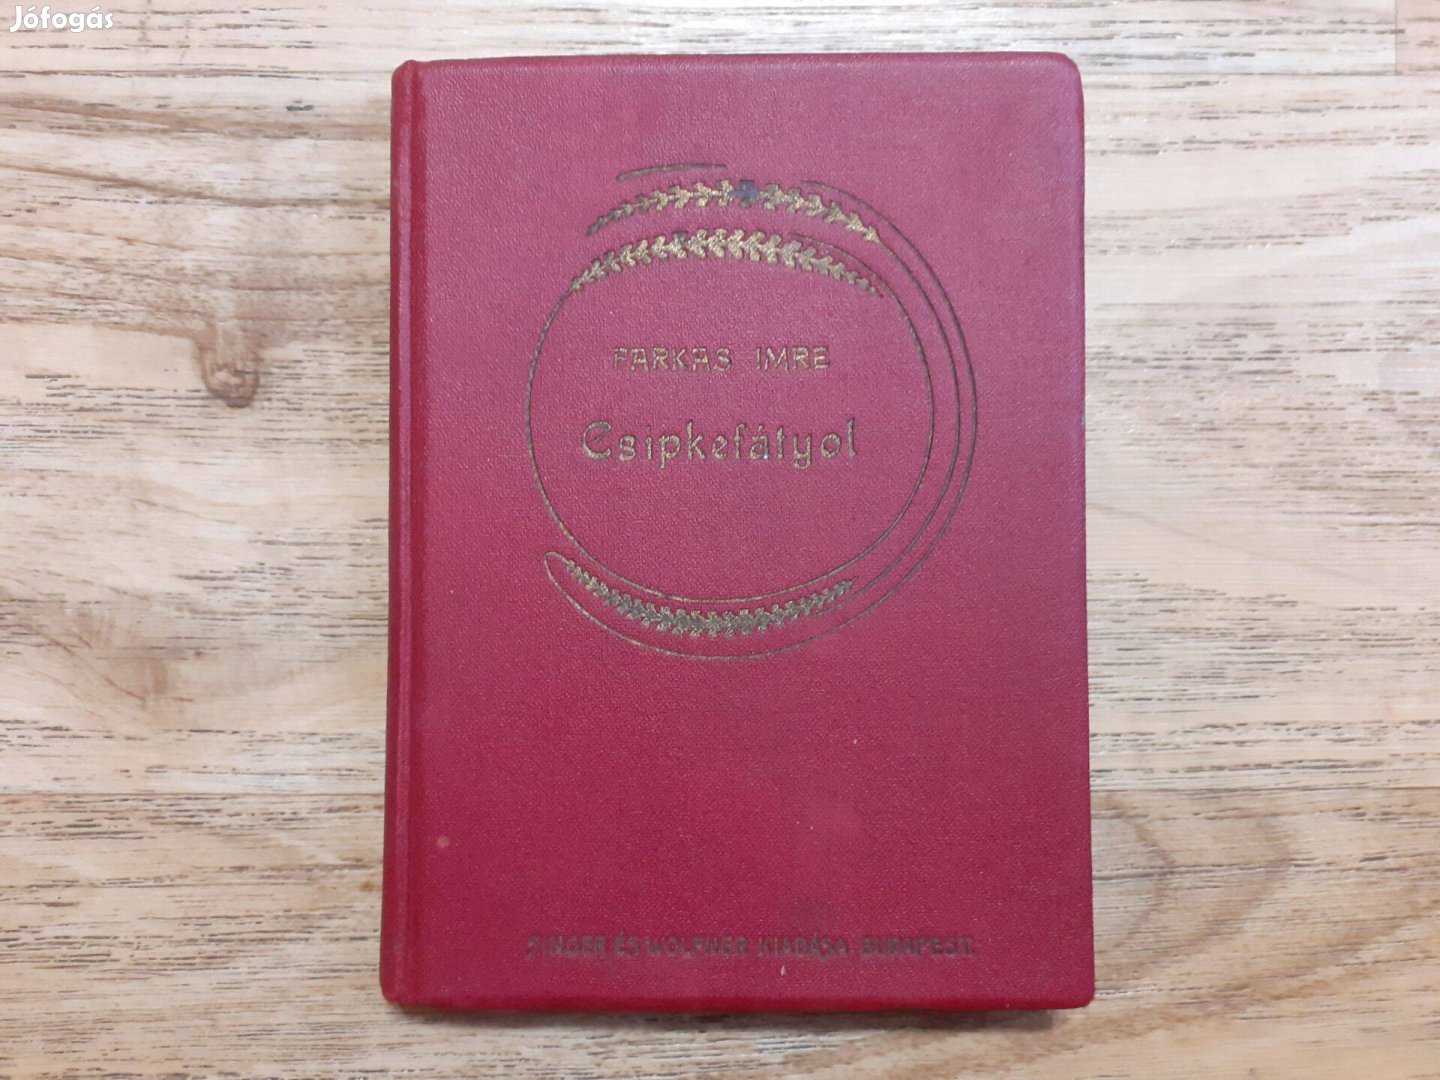 Jófogás
FARKAS IMRE
Csipkefátyol
SINGER ÉS WOLFNER KIADÁSA BUDAPEST.